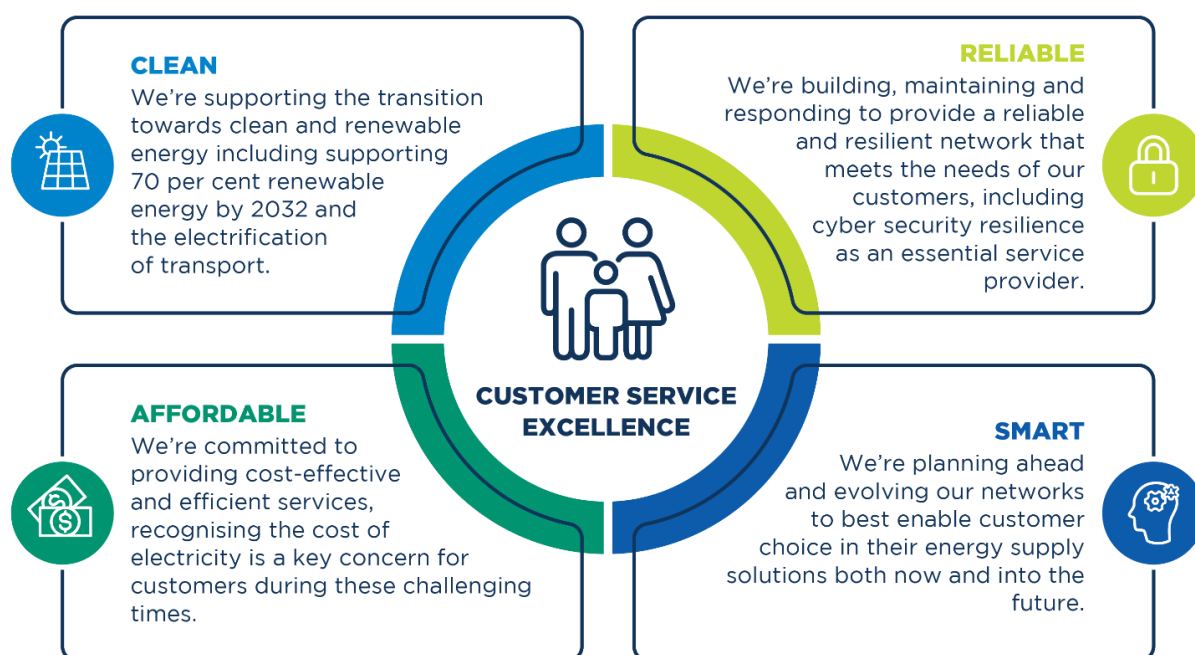 CLEAN
We’re supporting the transition
towards clean and renewable
energy including supporting
70 per cent renewable
energy by 2032 and
the electrification
of transport.
RELIABLE
We’re building, maintaining and
responding to provide a reliable
and resilient network that
meets the needs of our
customers, including
cyber security resilience
as an essential service
provider.
CUSTOMER SERVICE
EXCELLENCE
AFFORDABLE
We’re committed to
providing cost-effective
and efficient services,
recognising the cost of
electricity is a key concern for
customers during these challenging
times.
SMART
We’re planning ahead
and evolving our networks
to best enable customer
choice in their energy supply
solutions both now and into the
future.